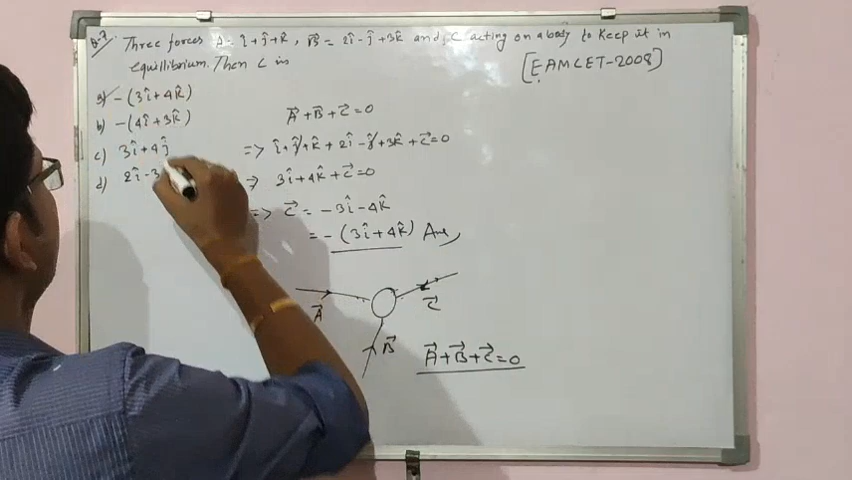 Q-7. Three forces A = î+ĵ+k̂, B⃗ = 2î-ĵ+3k̂ and, C acting on a body to keep it in
equillibrium. Then C is
[EAMCET-2008]
a) -(3î+4k̂)
b) -(4î+3k̂)
c) 3î+4ĵ
d) 2î-3
A⃗+B⃗+C⃗=0
=> î+ĵ+k̂+2î-ĵ+3k̂+C⃗=0
⇒ 3î+4k̂+C⃗=0
=> C⃗ = -3î-4k̂
= -(3î+4k̂) Ans
A⃗
C⃗
B⃗
A⃗+B⃗+C⃗=0